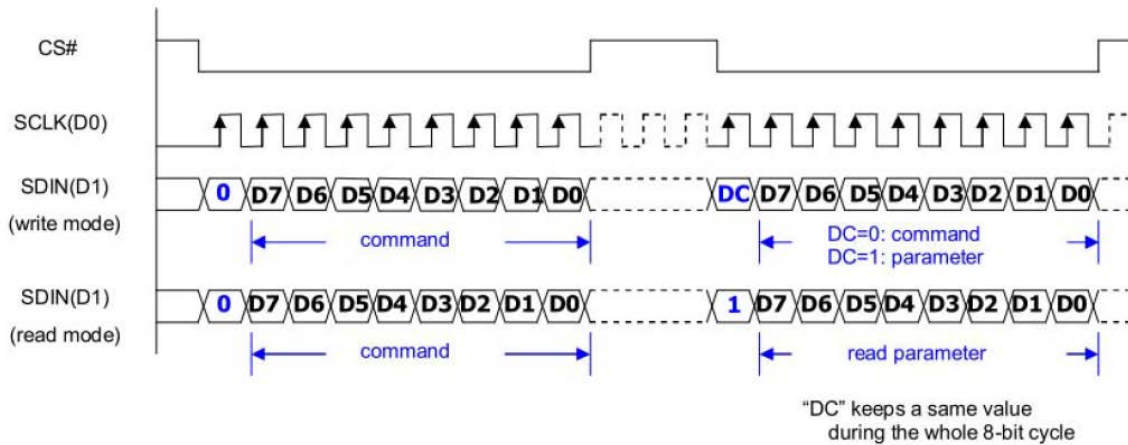 CS#
SCLK(D0)
SDIN(D1) 0 D7 D6 D5 D4 D3 D2 D1 D0 DC D7 D6 D5 D4 D3 D2 D1 D0
(write mode)
command
DC=0: command
DC=1: parameter
SDIN(D1) 0 D7 D6 D5 D4 D3 D2 D1 D0 1 D7 D6 D5 D4 D3 D2 D1 D0
(read mode)
command read parameter
“DC” keeps a same value
during the whole 8-bit cycle